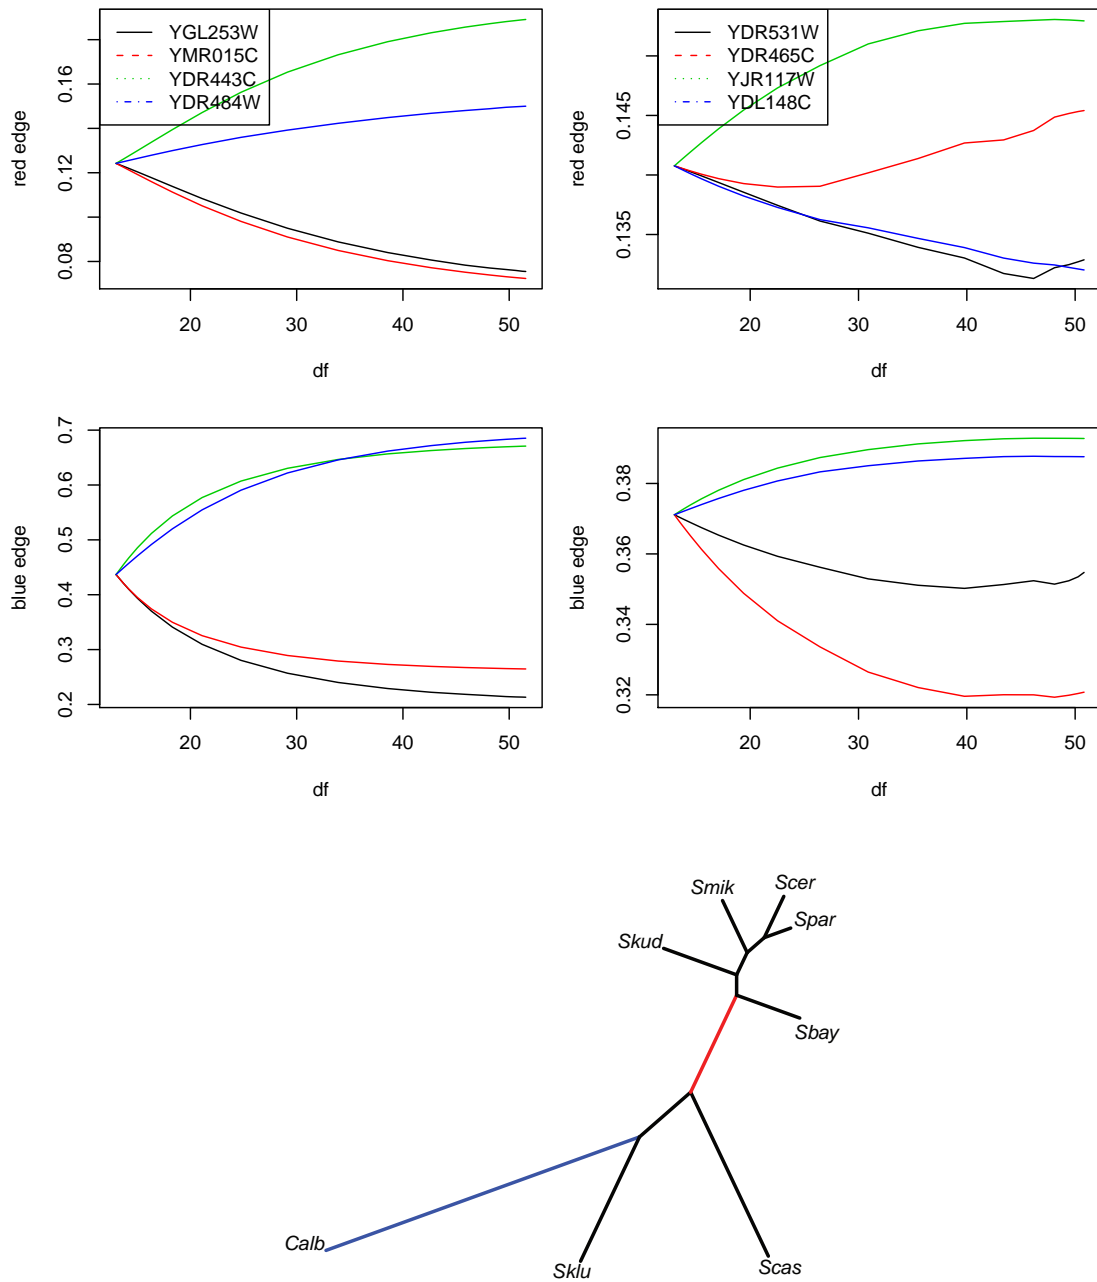 YGL253W
YMR015C
YDR443C
YDR484W
red edge
0.08
0.12
0.16
20
30
40
50
df
YDR531W
YDR465C
YJR117W
YDL148C
red edge
0.135
0.145
20
30
40
50
df
blue edge
0.2
0.3
0.4
0.5
0.6
0.7
20
30
40
50
df
blue edge
0.32
0.34
0.36
0.38
20
30
40
50
df
Smik
Scer
Spar
Skud
Sbay
Calb
Sklu
Scas